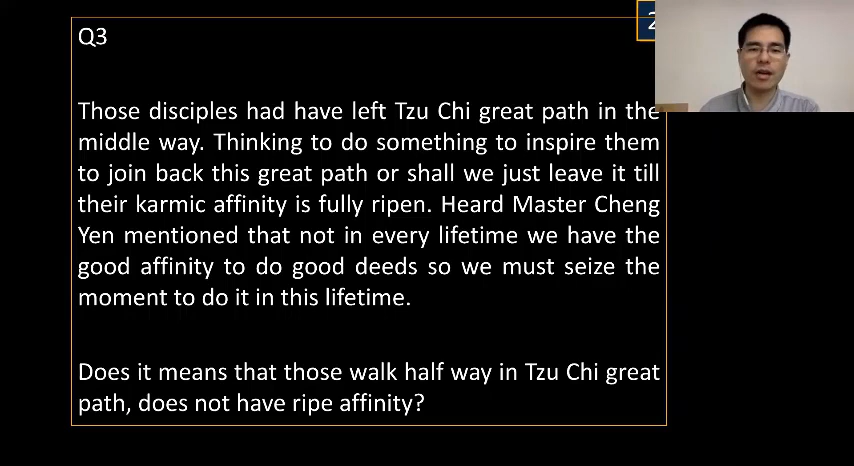 Q3
2
Those disciples had have left Tzu Chi great path in the
middle way. Thinking to do something to inspire them
to join back this great path or shall we just leave it till
their karmic affinity is fully ripen. Heard Master Cheng
Yen mentioned that not in every lifetime we have the
good affinity to do good deeds so we must seize the
moment to do it in this lifetime.
Does it means that those walk half way in Tzu Chi great
path, does not have ripe affinity?